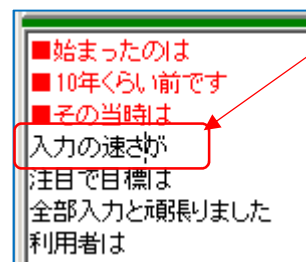 ■始まったのは
■10年くらい前です
■その当時は
入力の速さが
注目で目標は
全部入力と頑張りました
利用者は